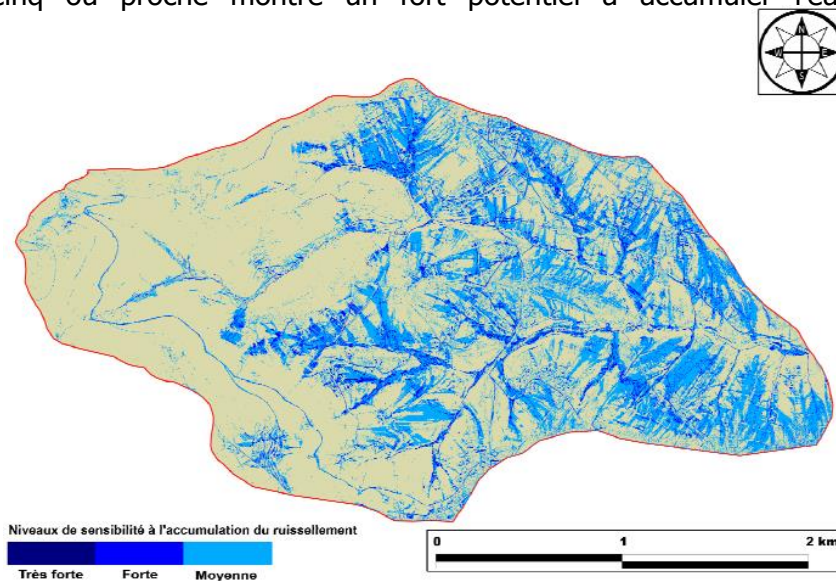 cinq ou proche montre un fort potentiel d'accumuler l'eau
N
W E
S
Niveaux de sensibilité à l'accumulation du ruissellement
Très forte Forte Moyenne
0 1 2 km